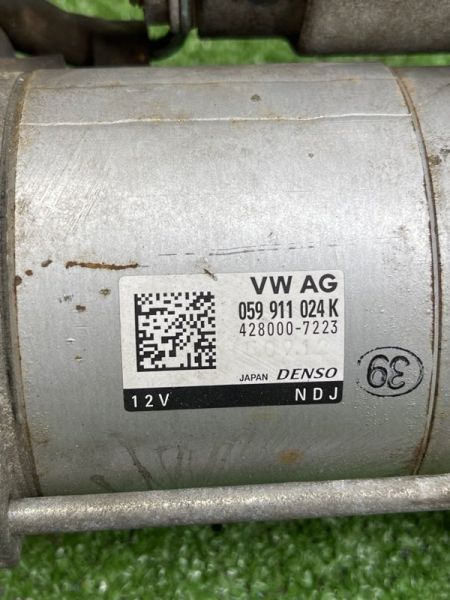 VW AG
059 911 024 K
428000-7223
JAPAN DENSO
12V NDJ
39